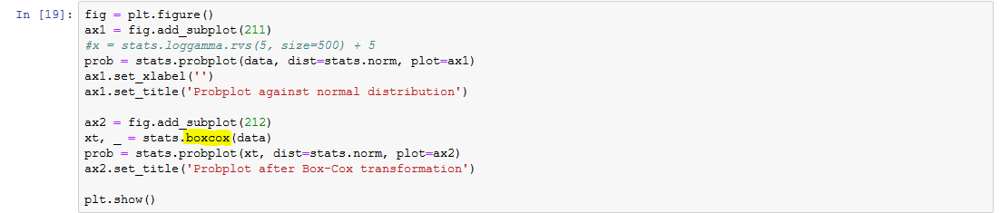 In [19]: fig = plt.figure()
ax1 = fig.add_subplot(211)
#x = stats.loggamma.rvs(5, size=500) + 5
prob = stats.probplot(data, dist=stats.norm, plot=ax1)
ax1.set_xlabel('')
ax1.set_title('Probplot against normal distribution')
ax2 = fig.add_subplot(212)
xt, _ = stats.boxcox(data)
prob = stats.probplot(xt, dist=stats.norm, plot=ax2)
ax2.set_title('Probplot after Box-Cox transformation')
plt.show()